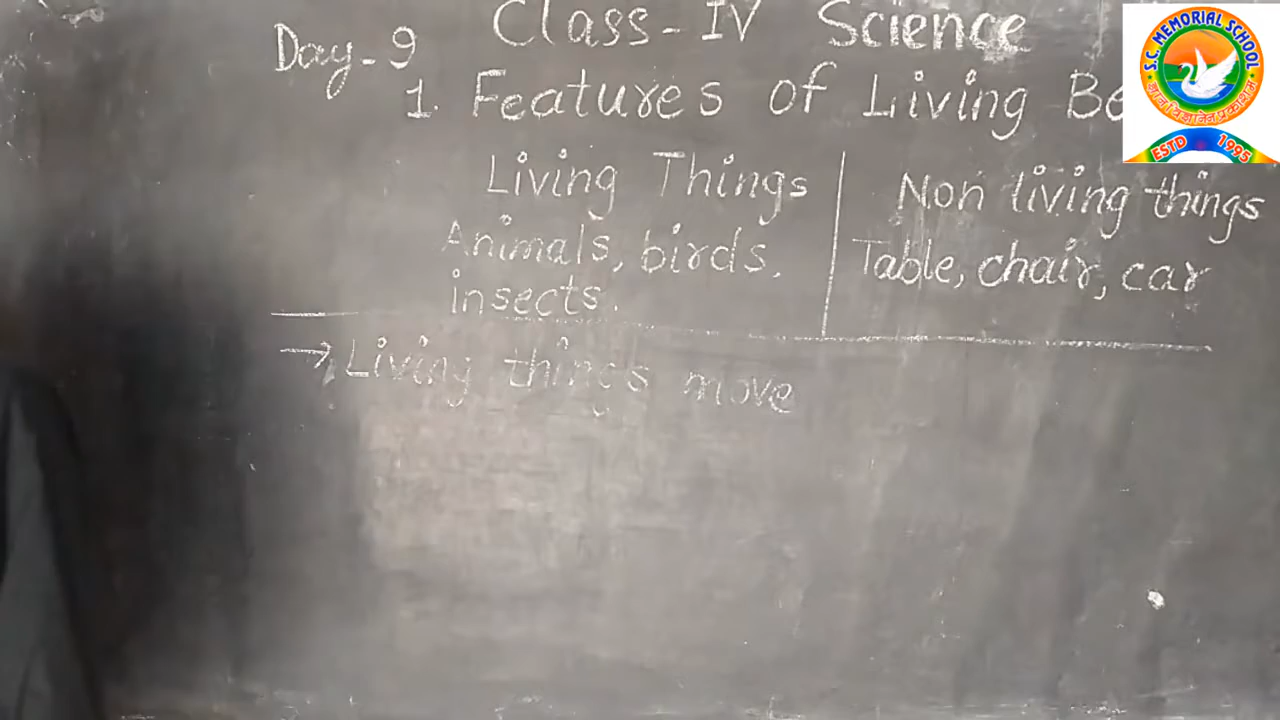 Class - IV Science
Day - 9
1. Features of Living Be
Living Things
Non living things
Animals, birds,
insects.
Table, chair, car
→ Living things move
S.C. MEMORIAL SCHOOL
ESTD 1995